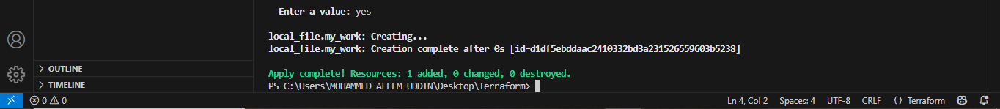 Enter a value: yes
local_file.my_work: Creating...
local_file.my_work: Creation complete after 0s [id=d1df5ebddaac2410332bd3a231526559603b5238]
OUTLINE
Apply complete! Resources: 1 added, 0 changed, 0 destroyed.
TIMELINE
PS C:\Users\MOHAMMED ALEEM UDDIN\Desktop\Terraform>
0 0 Ln 4, Col 2 Spaces: 4 UTF-8 CRLF {} Terraform